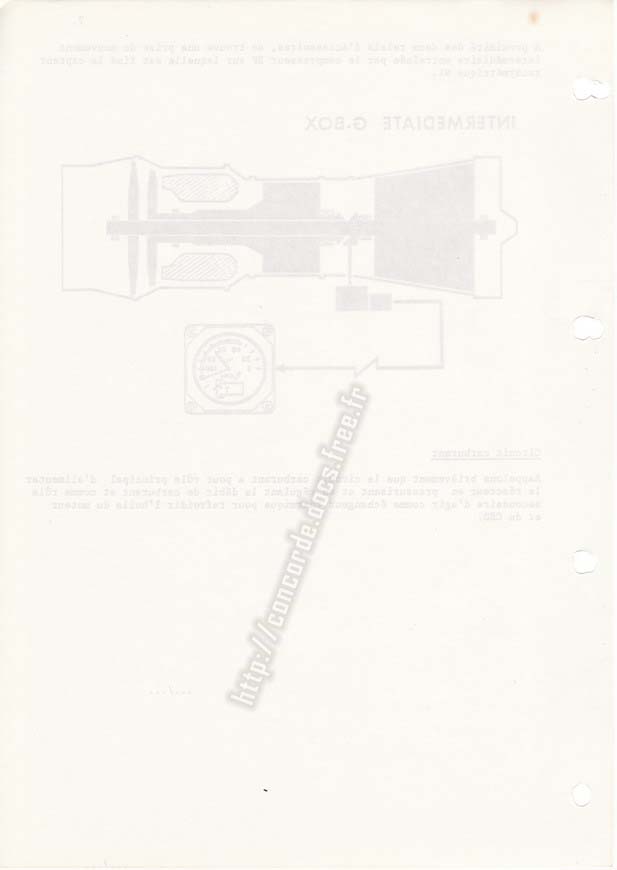 7
A proximité des deux relais d'accessoires, se trouve une prise de mouvement
intermédiaire entraînée par le compresseur BP sur laquelle est fixé le capteur
tachymétrique N1.
INTERMEDIATE G-BOX
Circuit carburant
Rappelons brièvement que le circuit carburant a pour rôle principal d'alimenter
le réacteur en pressurisant et en régulant le débit de carburant et comme rôle
secondaire d'agir comme échangeur thermique pour refroidir l'huile du moteur
et du CSD.
.../...
http://concorde.docs.free.fr